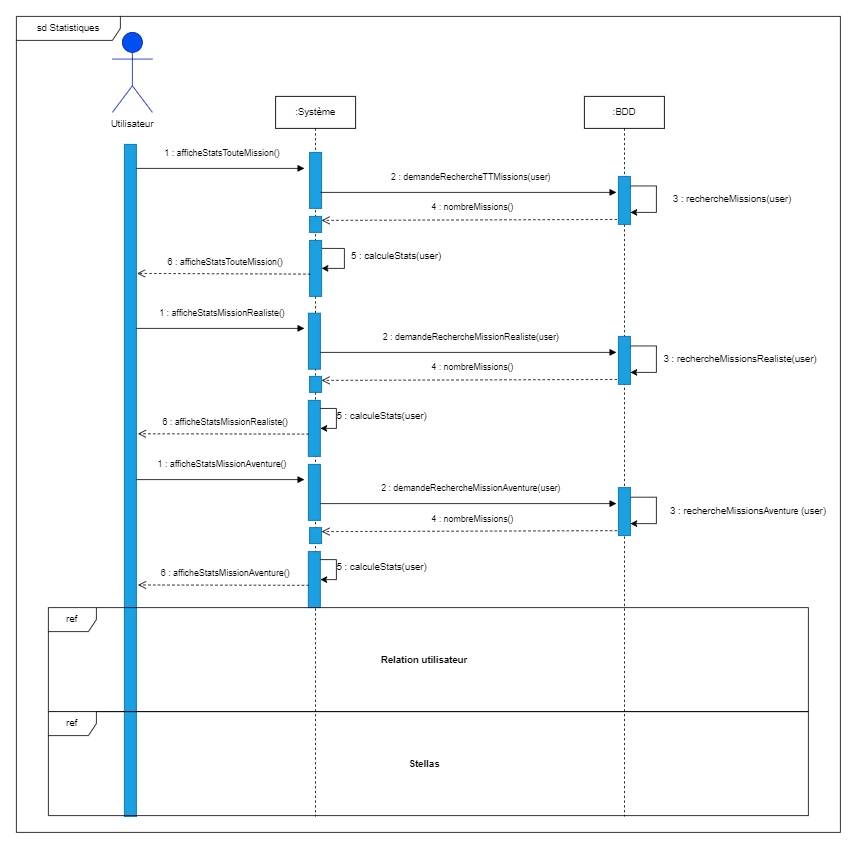 sd Statistiques
Utilisateur
:Système
:BDD
1 : afficheStatsTouteMission()
2 : demandeRechercheTTMissions(user)
3 : rechercheMissions(user)
4 : nombreMissions()
5 : calculeStats(user)
6 : afficheStatsTouteMission()
1 : afficheStatsMissionRealiste()
2 : demandeRechercheMissionRealiste(user)
3 : rechercheMissionsRealiste(user)
4 : nombreMissions()
5 : calculeStats(user)
6 : afficheStatsMissionRealiste()
1 : afficheStatsMissionAventure()
2 : demandeRechercheMissionAventure(user)
3 : rechercheMissionsAventure (user)
4 : nombreMissions()
5 : calculeStats(user)
6 : afficheStatsMissionAventure()
ref
Relation utilisateur
ref
Stellas